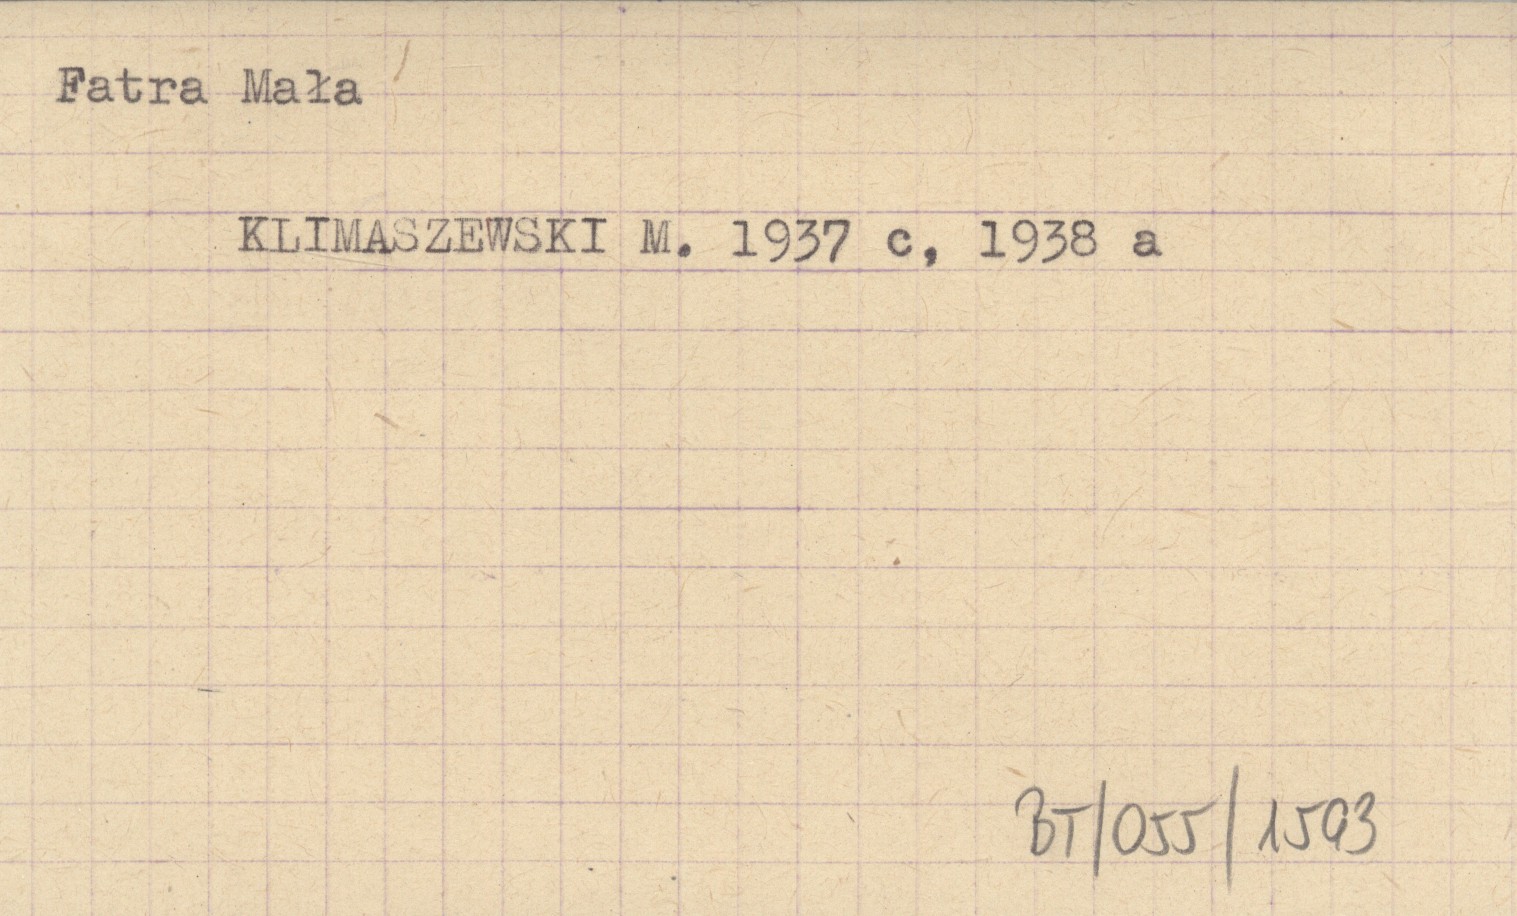 Fatra Mała
KLIMASZEWSKI M. 1937 c, 1938 a
BT/055/1593